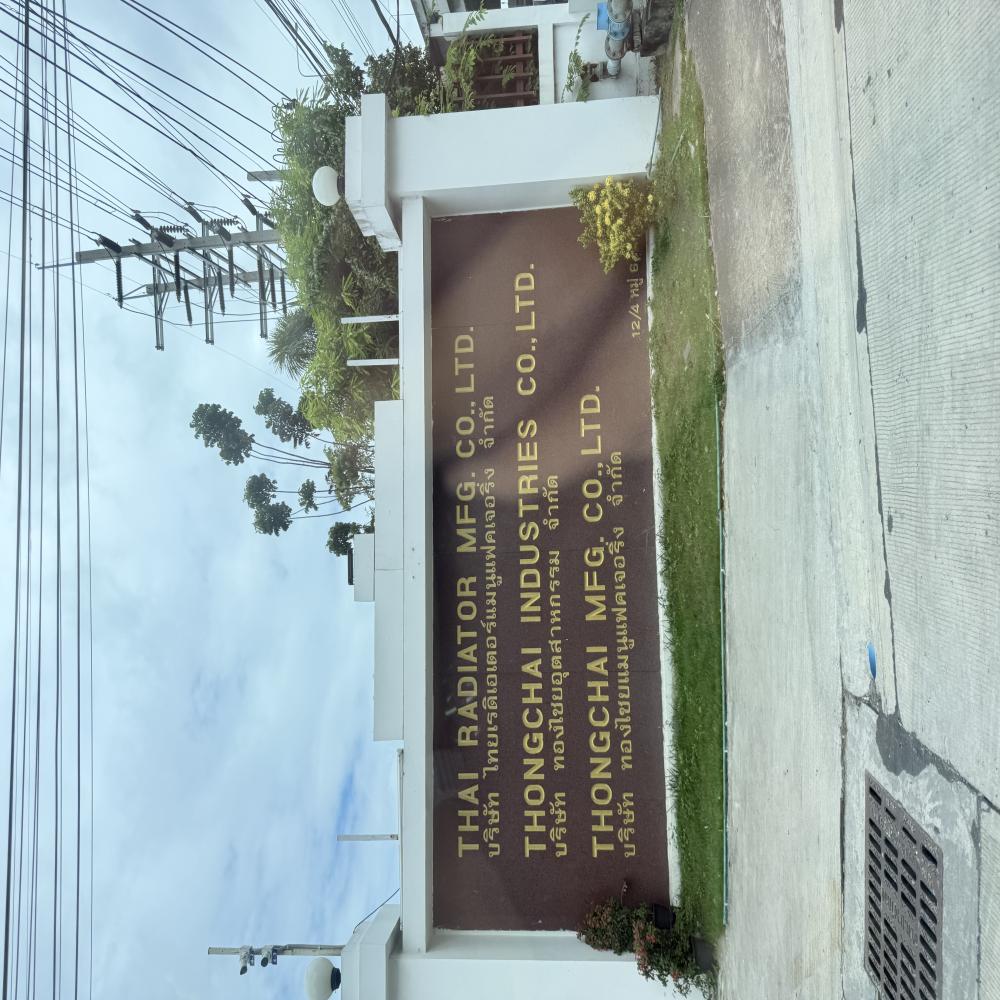 THAI RADIATOR MFG. CO., LTD.
บริษัท ไทยเรดิเอเตอร์แมนูแฟคเจอริ่ง จำกัด
THONGCHAI INDUSTRIES CO., LTD.
บริษัท ทองไชยอุตสาหกรรม จำกัด
THONGCHAI MFG. CO., LTD.
บริษัท ทองไชยแมนูแฟคเจอริ่ง จำกัด
12/4 หมู่